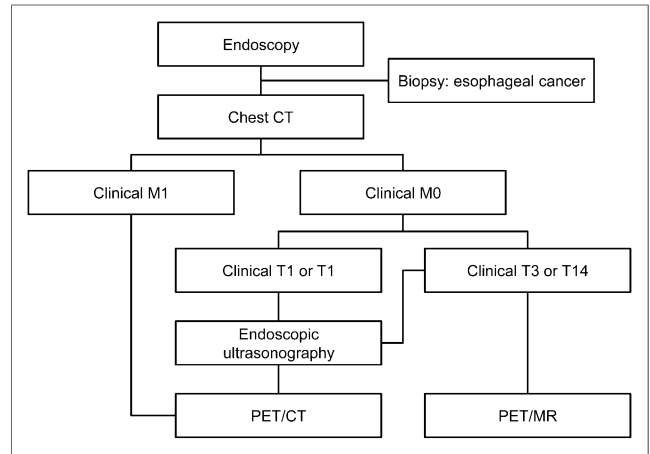 Endoscopy
Biopsy: esophageal cancer
Chest CT
Clinical M1
Clinical M0
Clinical T1 or T1
Clinical T3 or T14
Endoscopic
ultrasonography
PET/CT
PET/MR